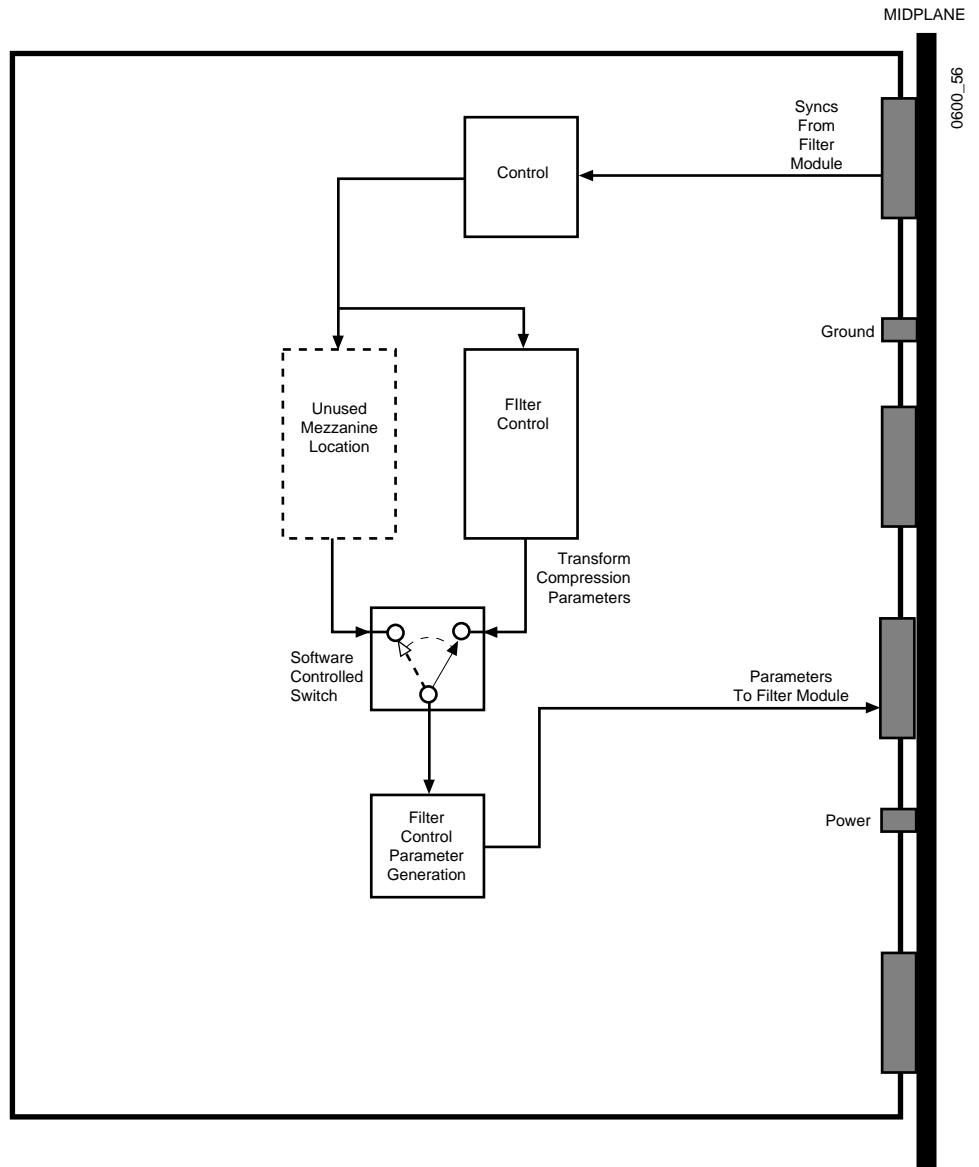 MIDPLANE
0600_56
Syncs
From
Filter
Module
Control
Ground
Unused
Mezzanine
Location
FIlter
Control
Transform
Compression
Parameters
Software
Controlled
Switch
Parameters
To Filter Module
Filter
Control
Parameter
Generation
Power